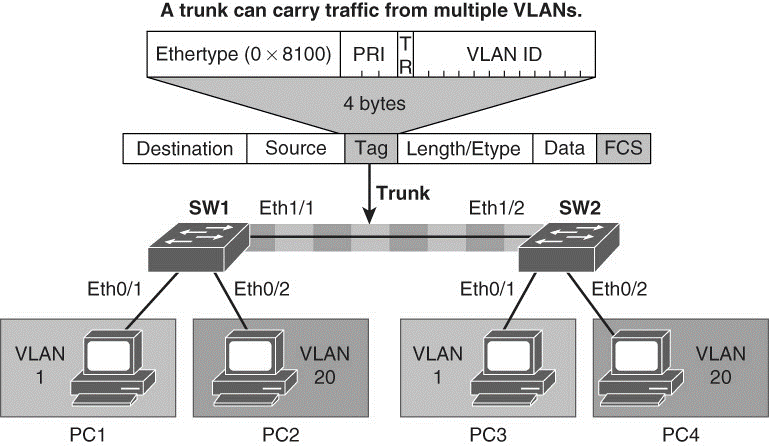 A trunk can carry traffic from multiple VLANs.
Ethertype (0 × 8100) PRI T R VLAN ID
4 bytes
Destination Source Tag Length/Etype Data FCS
Trunk
SW1 Eth1/1 Eth1/2 SW2
Eth0/1 Eth0/2 Eth0/1 Eth0/2
VLAN 1 VLAN 20 VLAN 1 VLAN 20
PC1 PC2 PC3 PC4